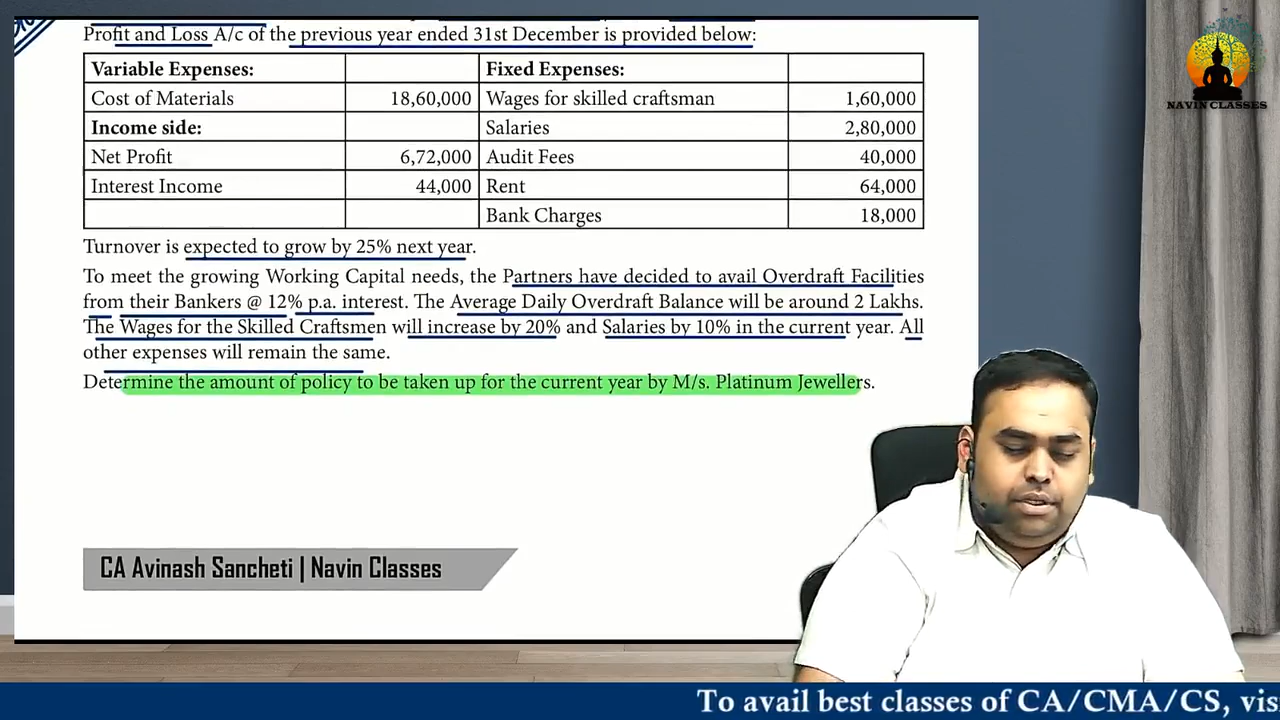 Profit and Loss A/c of the previous year ended 31st December is provided below:
Variable Expenses: Fixed Expenses:
Cost of Materials 18,60,000 Wages for skilled craftsman 1,60,000
Income side: Salaries 2,80,000
Net Profit 6,72,000 Audit Fees 40,000
Interest Income 44,000 Rent 64,000
Bank Charges 18,000
Turnover is expected to grow by 25% next year.
To meet the growing Working Capital needs, the Partners have decided to avail Overdraft Facilities
from their Bankers @ 12% p.a. interest. The Average Daily Overdraft Balance will be around 2 Lakhs.
The Wages for the Skilled Craftsmen will increase by 20% and Salaries by 10% in the current year. All
other expenses will remain the same.
Determine the amount of policy to be taken up for the current year by M/s. Platinum Jewellers.
CA Avinash Sancheti | Navin Classes
NAVIN CLASSES
To avail best classes of CA/CMA/CS, vis